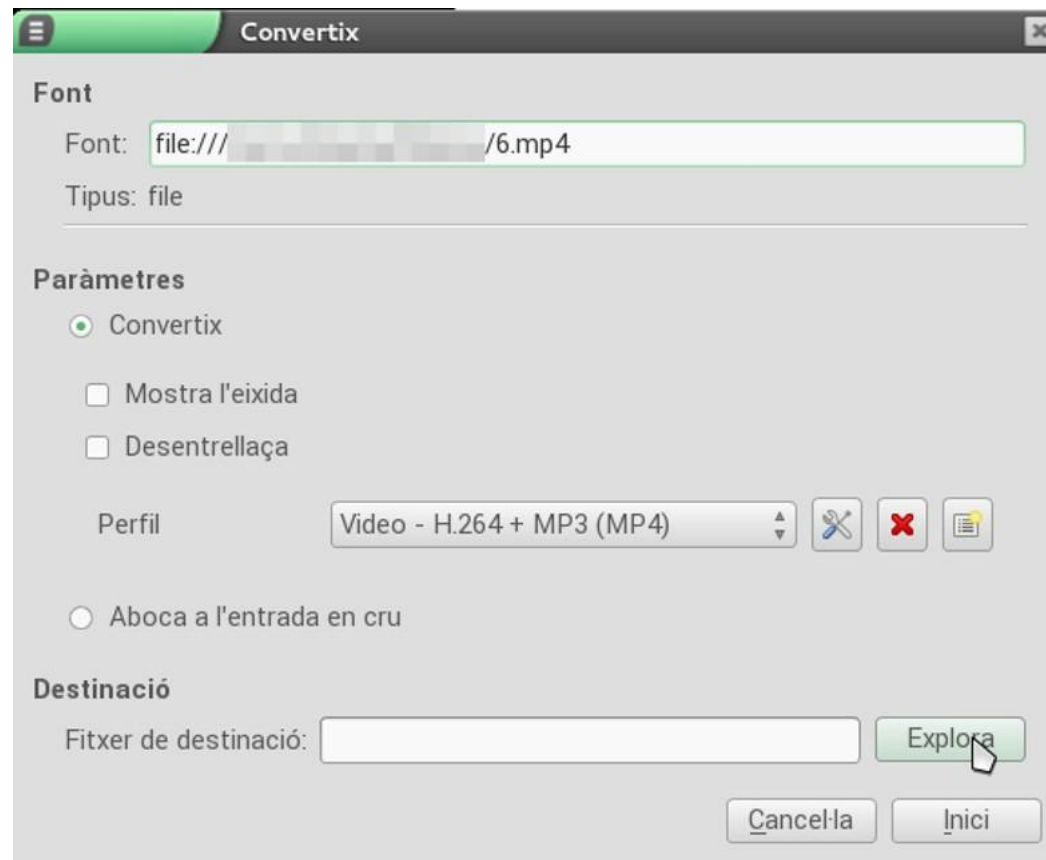 Convertix
Font
Font: file:/// /6.mp4
Tipus: file
Paràmetres
Convertix
Mostra l'eixida
Desentrellaça
Perfil Video - H.264 + MP3 (MP4)
Aboca a l'entrada en cru
Destinació
Fitxer de destinació: Explora
Cancel·la Inici